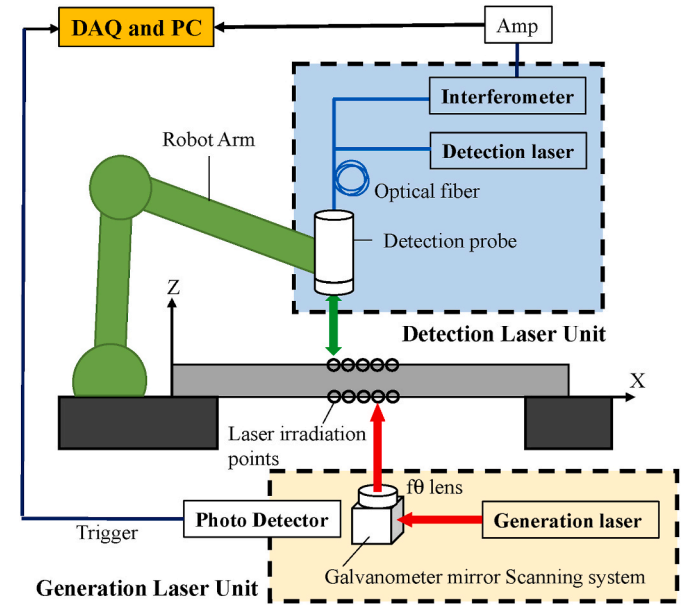 DAQ and PC
Amp
Interferometer
Robot Arm
Detection laser
Optical fiber
Detection probe
Z
Detection Laser Unit
X
Laser irradiation
points
fθ lens
Photo Detector
Generation laser
Trigger
Galvanometer mirror Scanning system
Generation Laser Unit